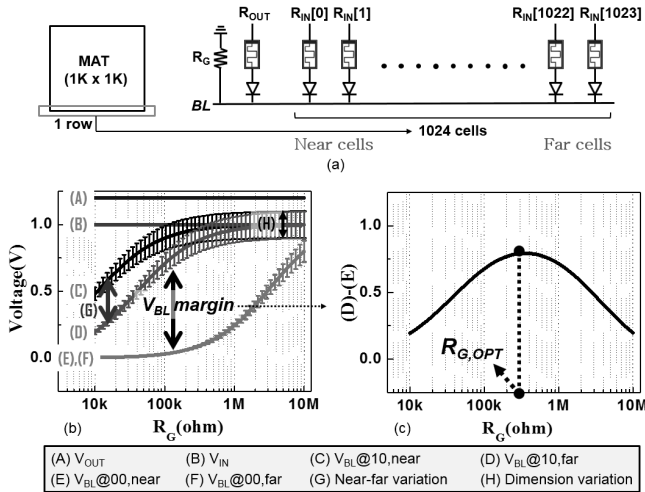 R_OUT R_IN[0] R_IN[1] R_IN[1022] R_IN[1023]
MAT
(1K x 1K)
R_G
BL
1 row
1024 cells
Near cells Far cells
(a)
(A)
(B)
(H)
(C)
(G)
V_BL margin
(D)
(E),(F)
Voltage(V)
1.0
0.5
0.0
10k 100k 1M 10M
R_G(ohm)
(b)
(D)-(E)
1.0
0.5
0.0
R_G,OPT
10k 100k 1M 10M
R_G(ohm)
(c)
(A) V_OUT (B) V_IN (C) V_BL@10,near (D) V_BL@10,far
(E) V_BL@00,near (F) V_BL@00,far (G) Near-far variation (H) Dimension variation